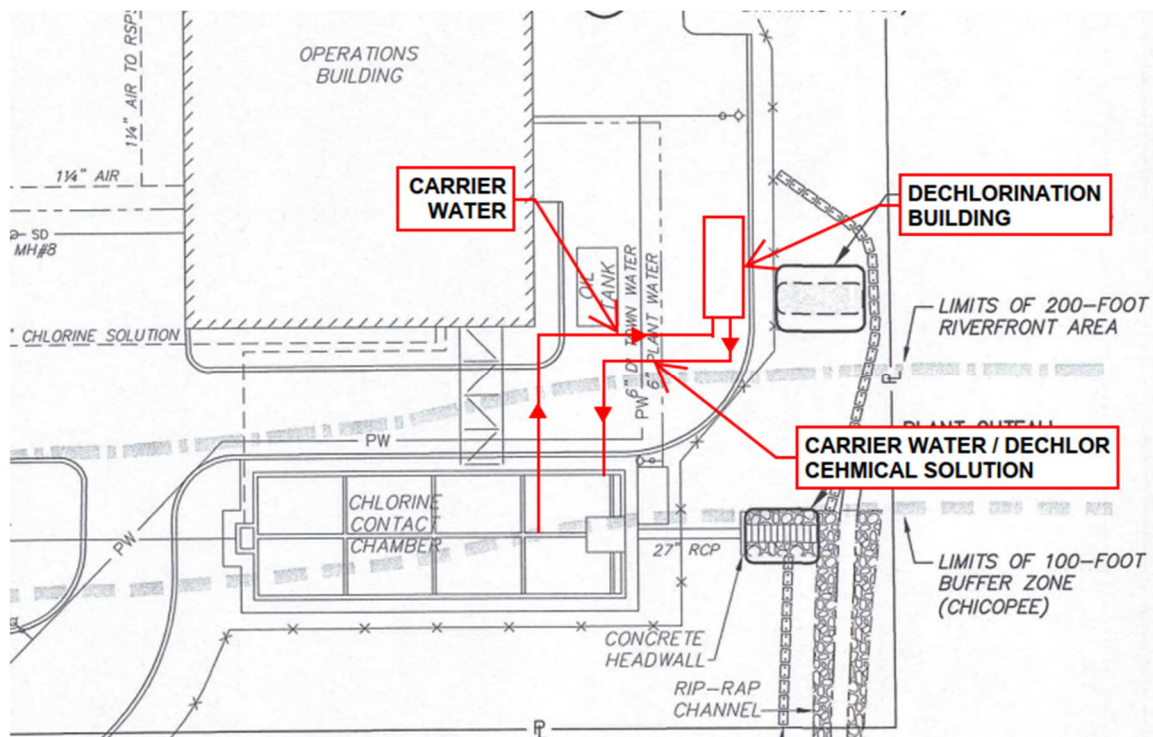 OPERATIONS
BUILDING
1¼" AIR TO RSP
1¼" AIR
SD
MH#8
CARRIER
WATER
DECHLORINATION
BUILDING
OIL
TANK
6" DI TOWN WATER
6" PLANT WATER
LIMITS OF 200-FOOT
RIVERFRONT AREA
CHLORINE SOLUTION
PW
PW
CARRIER WATER / DECHLOR
CEHMICAL SOLUTION
CHLORINE
CONTACT
CHAMBER
PW
27" RCP
LIMITS OF 100-FOOT
BUFFER ZONE
(CHICOPEE)
CONCRETE
HEADWALL
RIP-RAP
CHANNEL